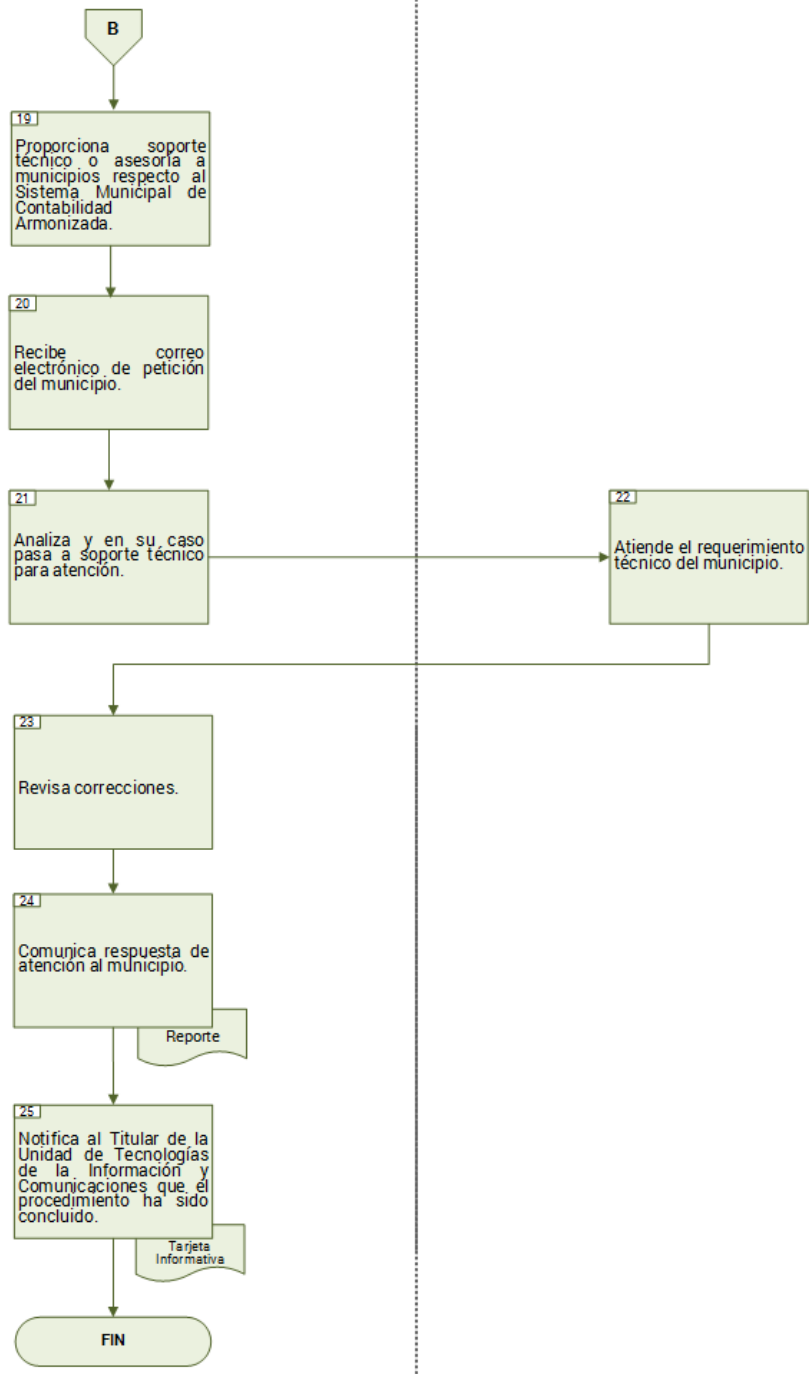 B
19
Proporciona soporte
técnico o asesoría a
municipios respecto al
Sistema Municipal de
Contabilidad
Armonizada.
20
Recibe correo
electrónico de petición
del municipio.
21
Analiza y en su caso
pasa a soporte técnico
para atención.
22
Atiende el requerimiento
técnico del municipio.
23
Revisa correcciones.
24
Comunica respuesta de
atención al municipio.
Reporte
25
Notifica al Titular de la
Unidad de Tecnologías
de la Información y
Comunicaciones que el
procedimiento ha sido
concluido.
Tarjeta
Informativa
FIN